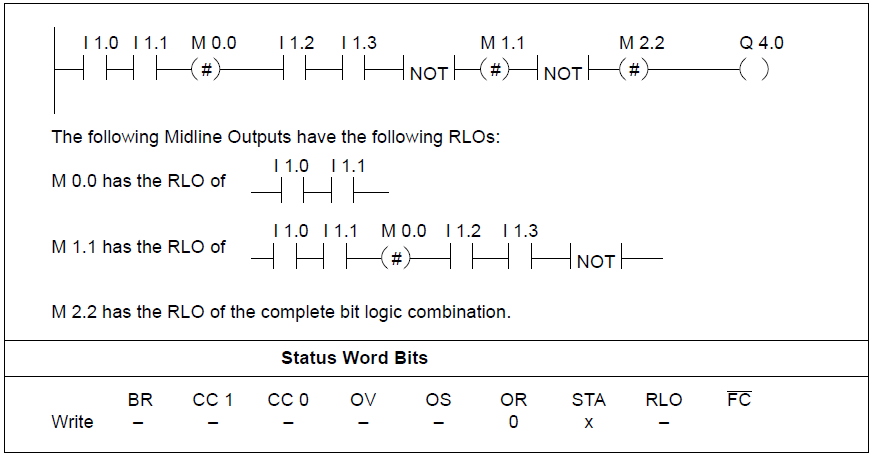 I 1.0 I 1.1 M 0.0 I 1.2 I 1.3 M 1.1 M 2.2 Q 4.0
(#) NOT (#) NOT (#) ( )
The following Midline Outputs have the following RLOs:
I 1.0 I 1.1
M 0.0 has the RLO of
I 1.0 I 1.1 M 0.0 I 1.2 I 1.3
M 1.1 has the RLO of
(#) NOT
M 2.2 has the RLO of the complete bit logic combination.
Status Word Bits
BR CC 1 CC 0 OV OS OR STA RLO F̅C̅
Write – – – – – 0 x –